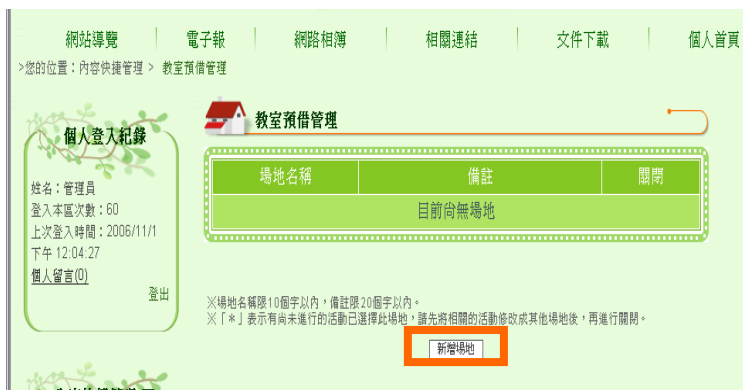 網站導覽 電子報 網路相簿 相關連結 文件下載 個人首頁
>您的位置：內容快捷管理 > 教室預借管理
個人登入紀錄
姓名：管理員
登入本區次數：60
上次登入時間：2006/11/1
下午 12:04:27
個人留言(0)
登出
教室預借管理
場地名稱 備註 關閉
目前尚無場地
※場地名稱限10個字以內，備註限20個字以內。
※「＊」表示有尚未進行的活動已選擇此場地，請先將相關的活動修改成其他場地後，再進行關閉。
新增場地